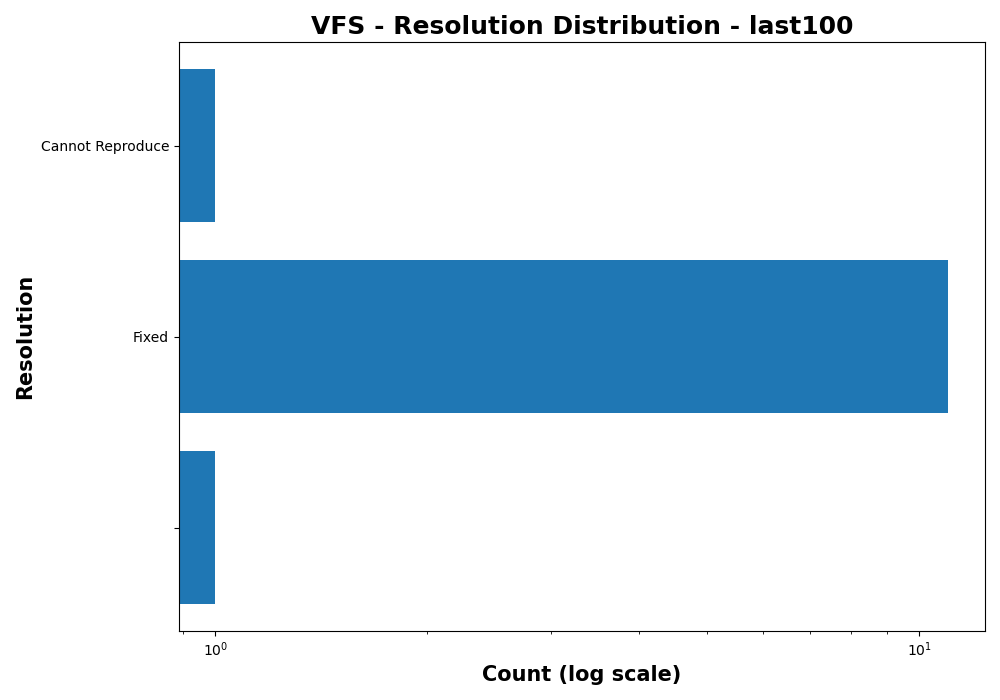 VFS - Resolution Distribution - last100
Cannot Reproduce
Fixed
Resolution
10⁰
10¹
Count (log scale)